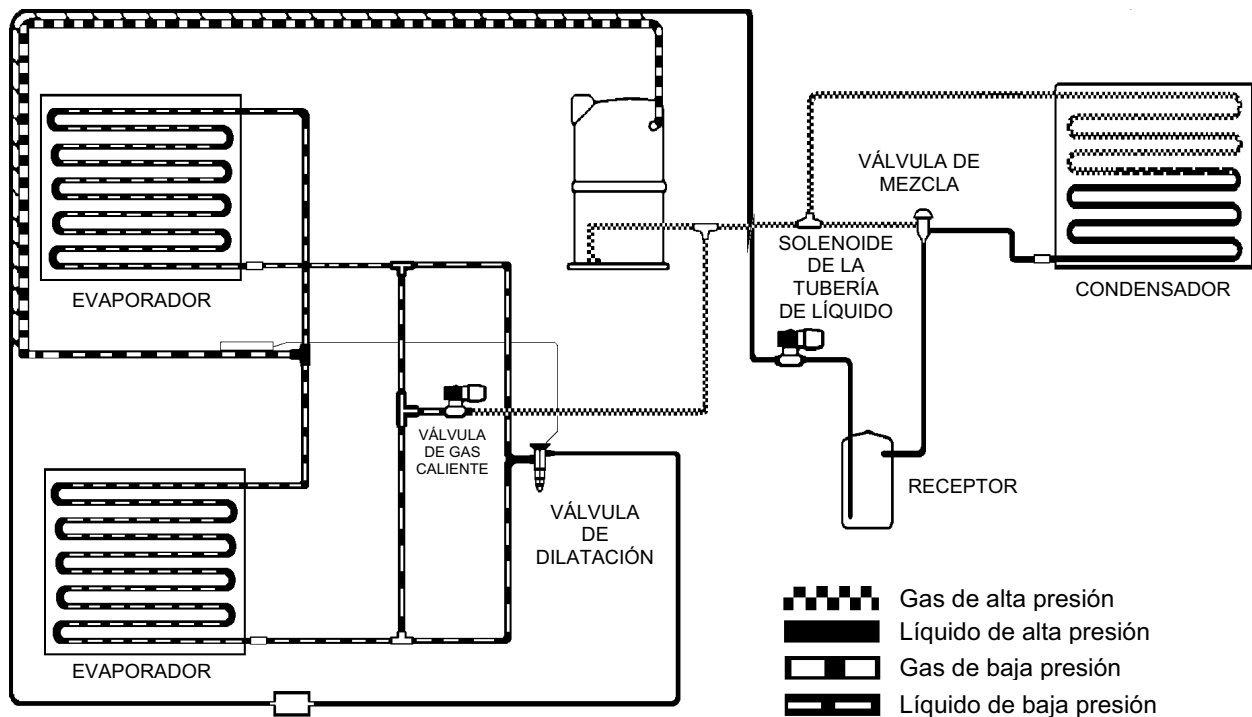 VÁLVULA DE
MEZCLA
SOLENOIDE
DE LA
TUBERÍA
DE LÍQUIDO
EVAPORADOR
CONDENSADOR
VÁLVULA
DE GAS
CALIENTE
RECEPTOR
VÁLVULA
DE
DILATACIÓN
EVAPORADOR
Gas de alta presión
Líquido de alta presión
Gas de baja presión
Líquido de baja presión